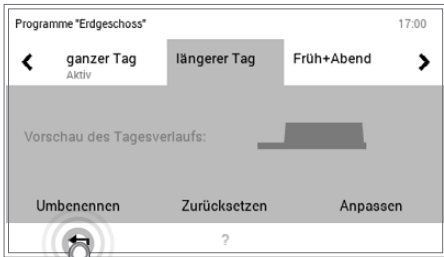 Programme "Erdgeschoss" 17:00
ganzer Tag längerer Tag Früh+Abend
Aktiv
Vorschau des Tagesverlaufs:
Umbenennen Zurücksetzen Anpassen
?